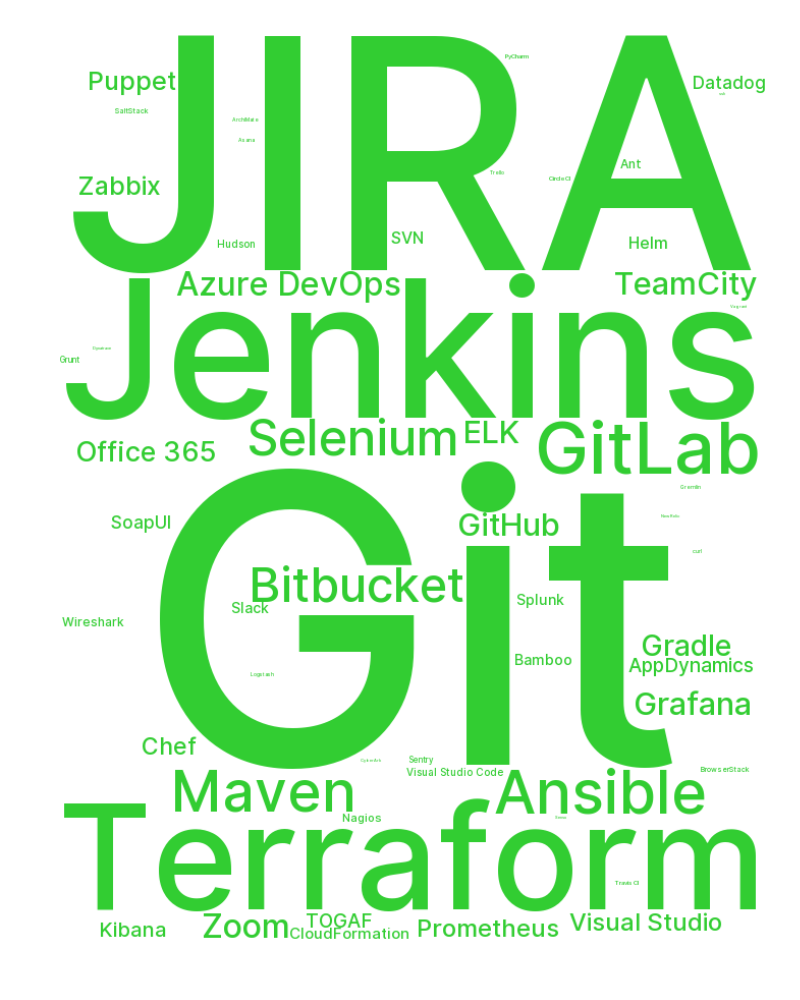 JIRA
PyCharm
Puppet
Datadog
SaltStack
ArchiMate
Asana
Ant
Trello
CircleCI
Zabbix
SVN
Hudson
Helm
Azure DevOps
TeamCity
Jenkins
Grunt
Selenium
ELK
GitLab
Office 365
Git
Gremlin
SoapUI
GitHub
curl
Bitbucket
Slack
Splunk
Wireshark
Gradle
Bamboo
AppDynamics
Logstash
Grafana
Chef
CyberArk
Sentry
Visual Studio Code
BrowserStack
Maven
Ansible
Nagios
Terraform
Travis CI
Kibana
Zoom
TOGAF
CloudFormation
Prometheus
Visual Studio